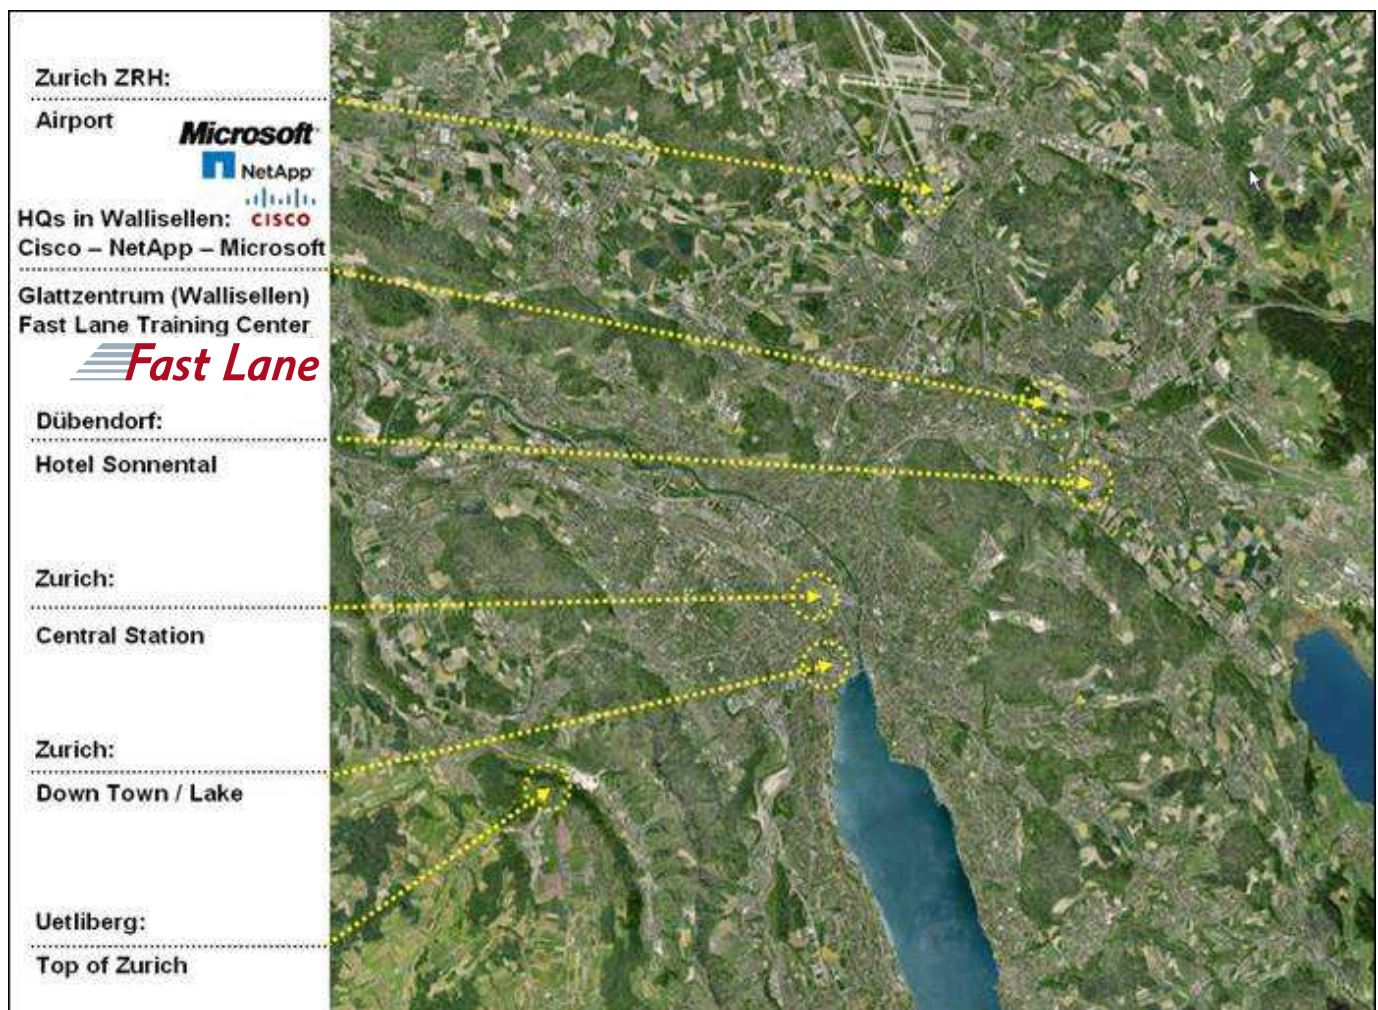 Zurich ZRH:
Airport
Microsoft
NetApp
CISCO
HQs in Wallisellen:
Cisco – NetApp – Microsoft
Glattzentrum (Wallisellen)
Fast Lane Training Center
Fast Lane
Dübendorf:
Hotel Sonnental
Zurich:
Central Station
Zurich:
Down Town / Lake
Uetliberg:
Top of Zurich